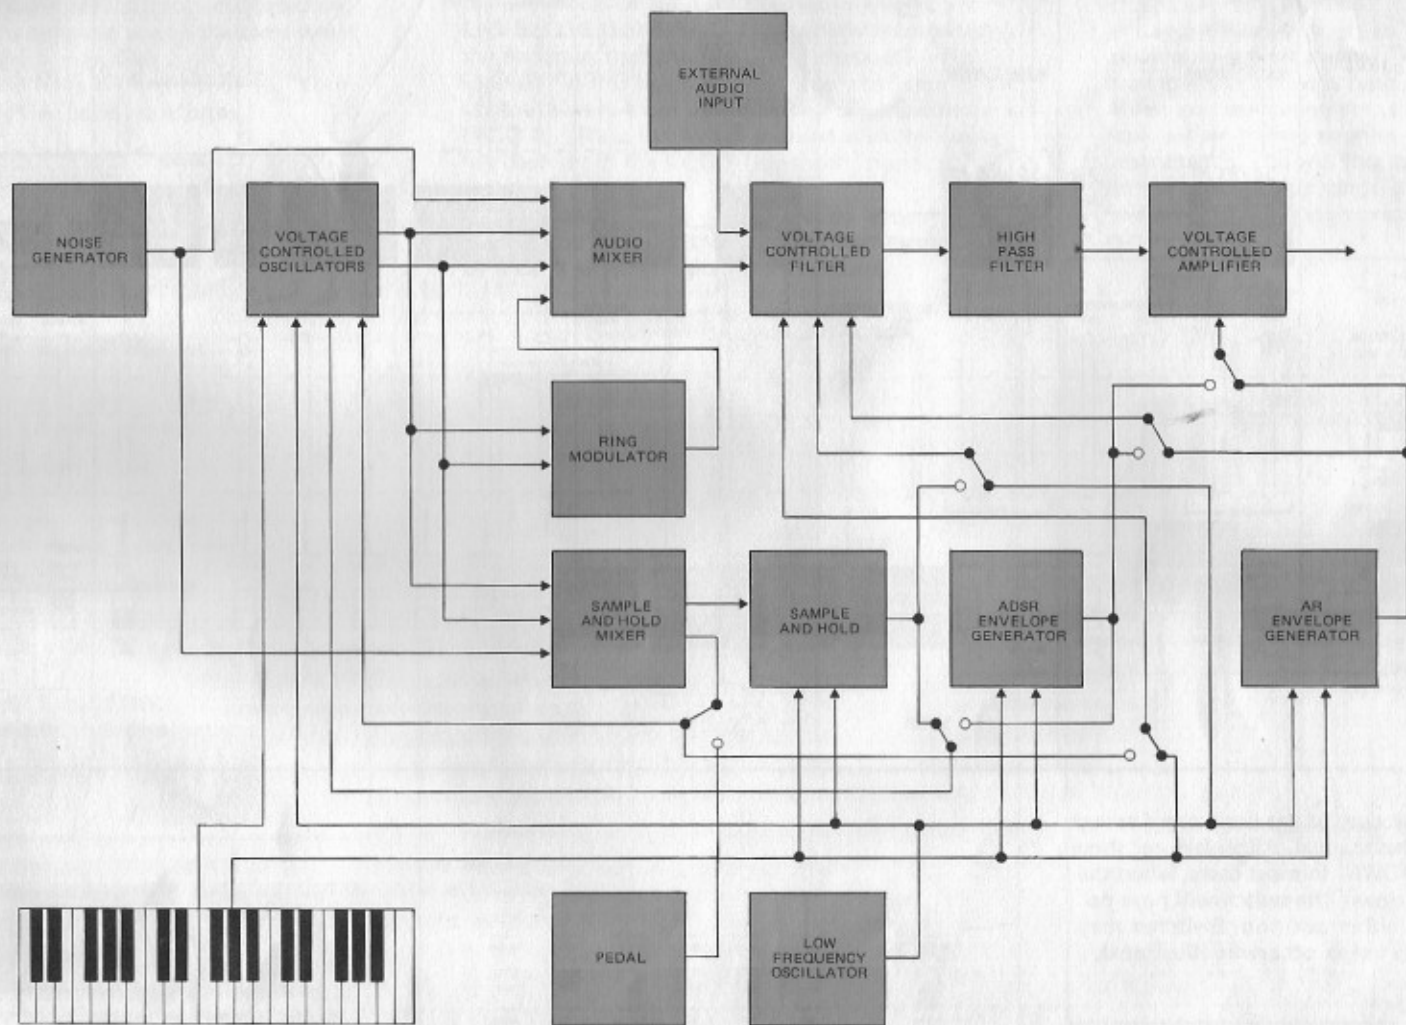 EXTERNAL
AUDIO
INPUT
NOISE
GENERATOR
VOLTAGE
CONTROLLED
OSCILLATORS
AUDIO
MIXER
VOLTAGE
CONTROLLED
FILTER
HIGH
PASS
FILTER
VOLTAGE
CONTROLLED
AMPLIFIER
RING
MODULATOR
SAMPLE
AND HOLD
MIXER
SAMPLE
AND HOLD
ADSR
ENVELOPE
GENERATOR
AR
ENVELOPE
GENERATOR
PEDAL
LOW
FREQUENCY
OSCILLATOR